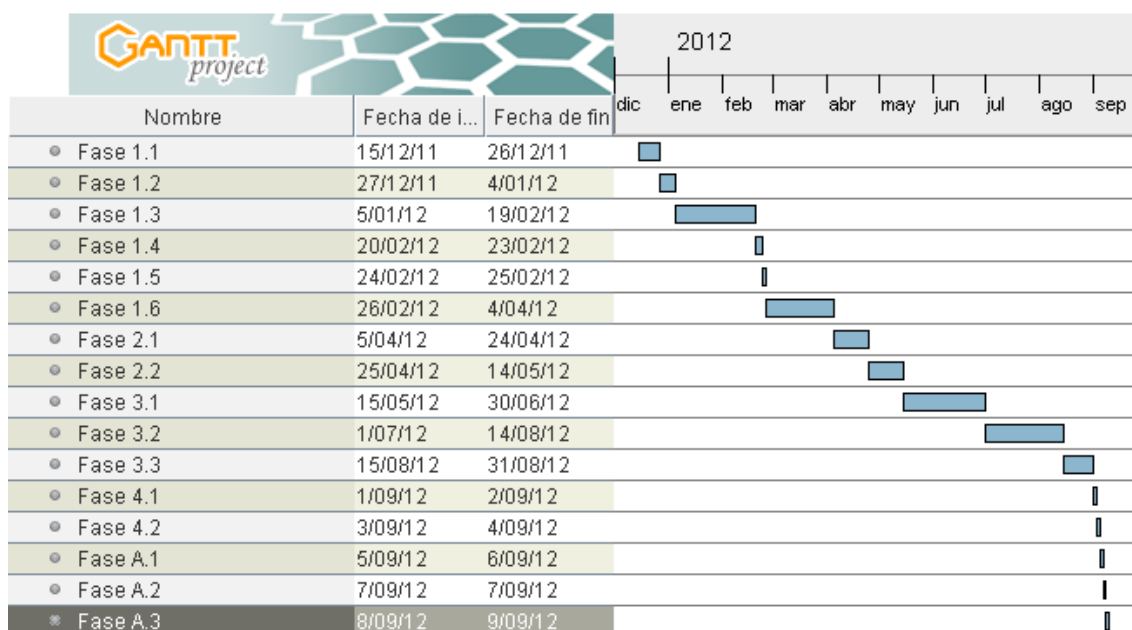 GANTT
project
2012
dic ene feb mar abr may jun jul ago sep
Nombre Fecha de i... Fecha de fin
Fase 1.1 15/12/11 26/12/11
Fase 1.2 27/12/11 4/01/12
Fase 1.3 5/01/12 19/02/12
Fase 1.4 20/02/12 23/02/12
Fase 1.5 24/02/12 25/02/12
Fase 1.6 26/02/12 4/04/12
Fase 2.1 5/04/12 24/04/12
Fase 2.2 25/04/12 14/05/12
Fase 3.1 15/05/12 30/06/12
Fase 3.2 1/07/12 14/08/12
Fase 3.3 15/08/12 31/08/12
Fase 4.1 1/09/12 2/09/12
Fase 4.2 3/09/12 4/09/12
Fase A.1 5/09/12 6/09/12
Fase A.2 7/09/12 7/09/12
Fase A.3 8/09/12 9/09/12